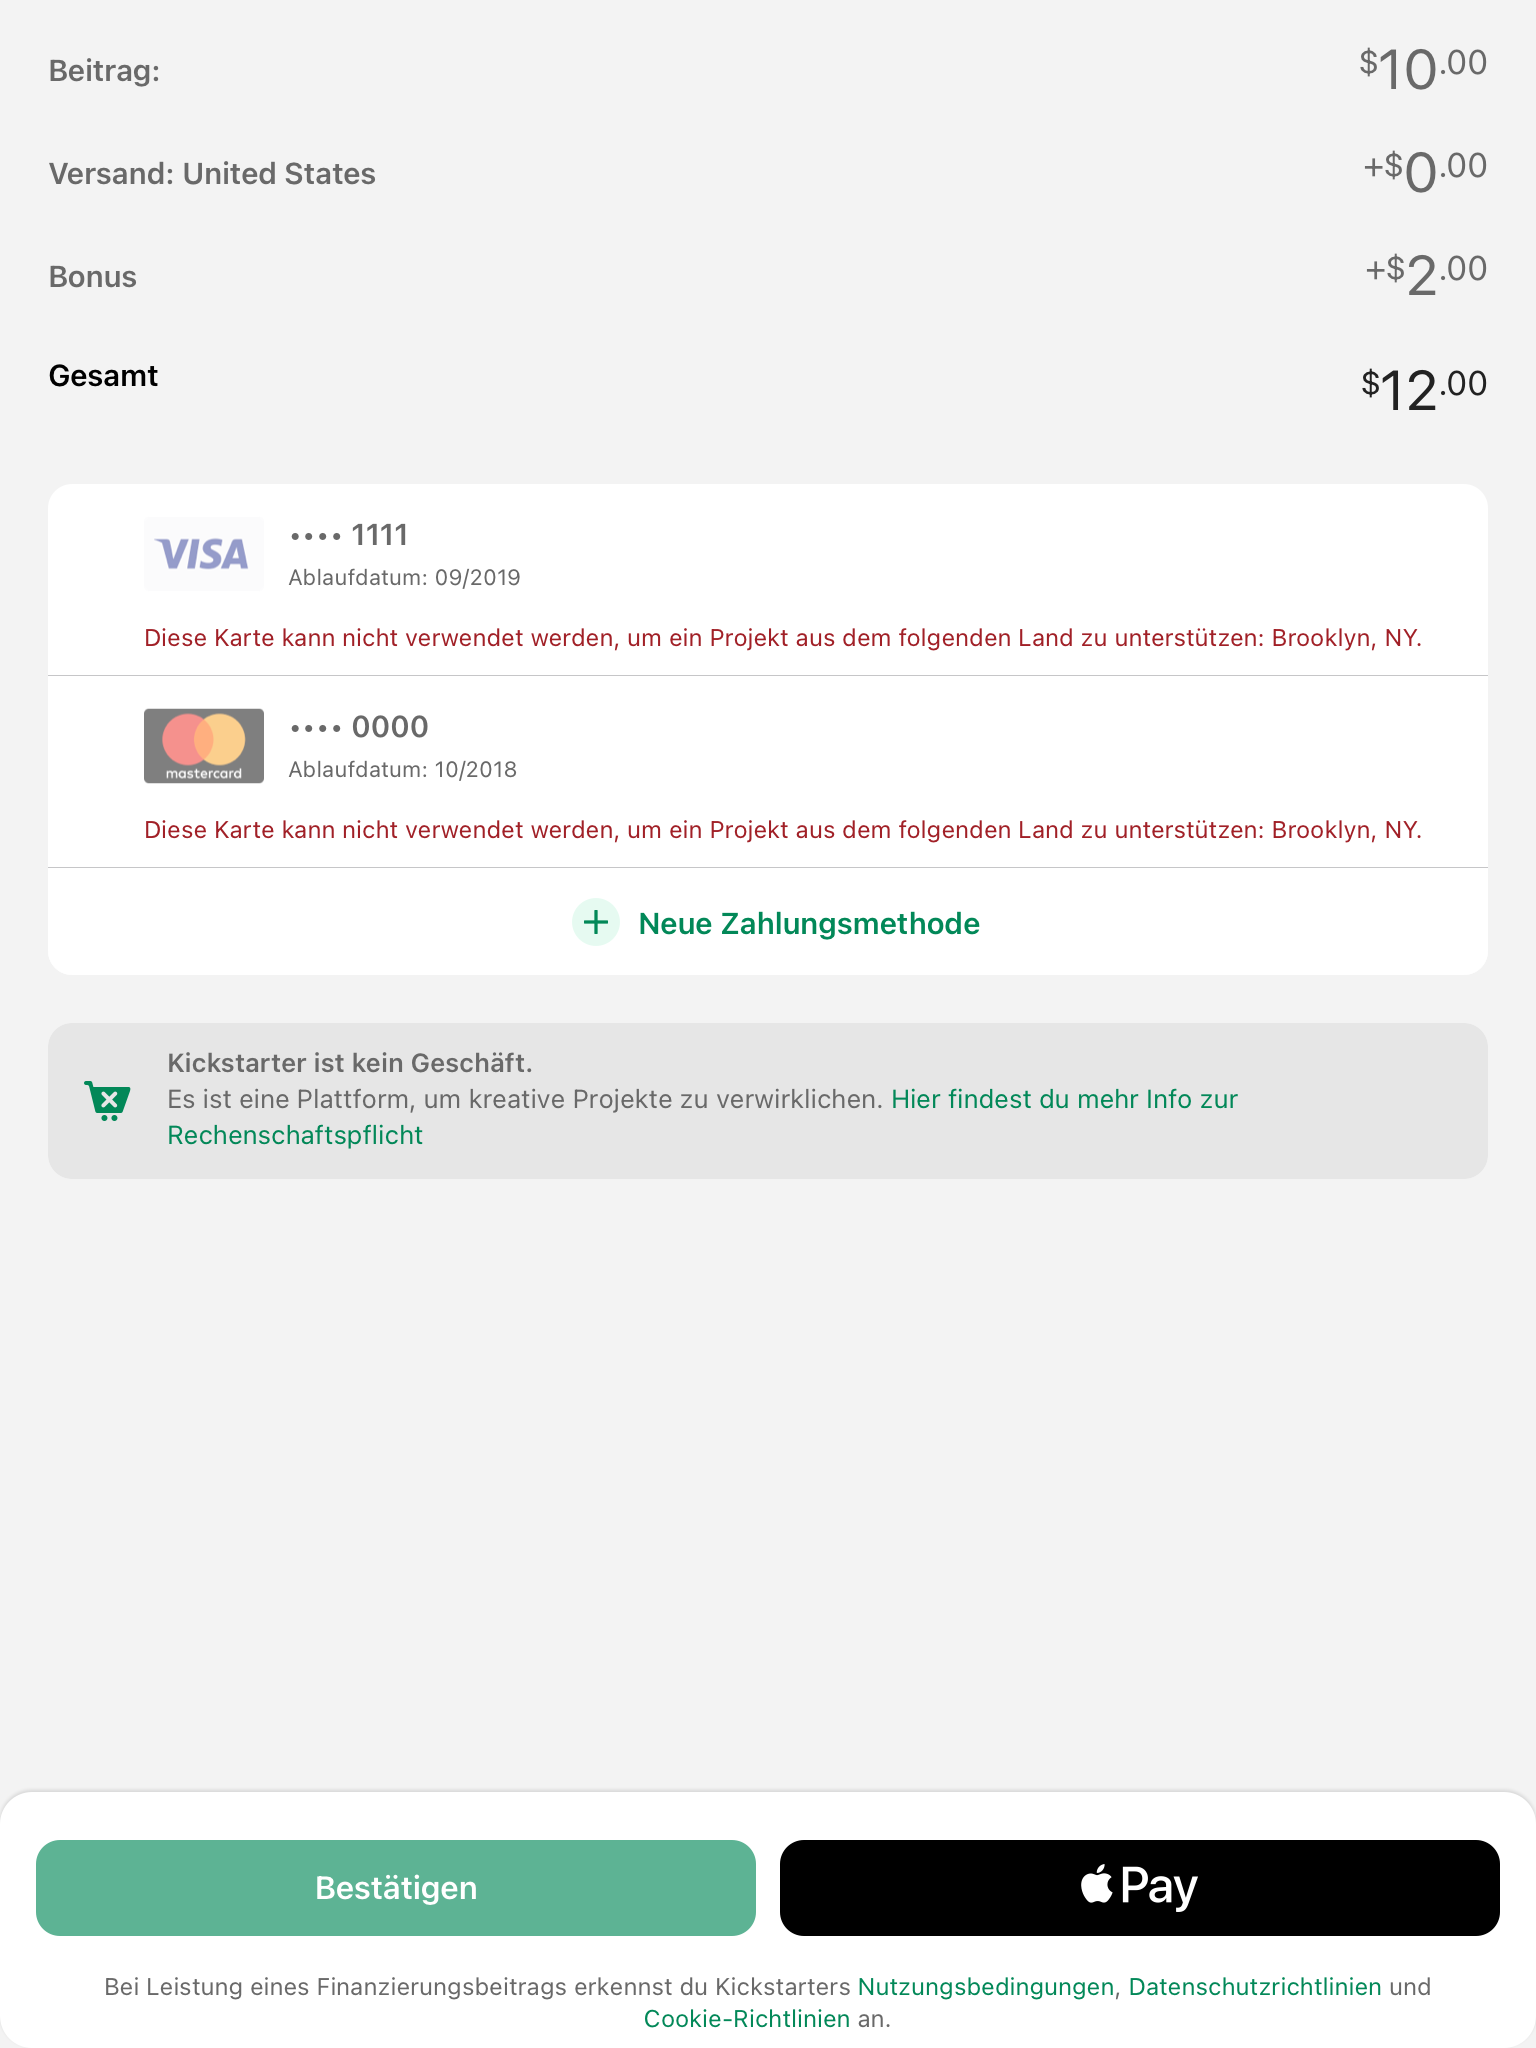 Beitrag: $10.00
Versand: United States +$0.00
Bonus +$2.00
Gesamt $12.00
VISA •••• 1111
Ablaufdatum: 09/2019
Diese Karte kann nicht verwendet werden, um ein Projekt aus dem folgenden Land zu unterstützen: Brooklyn, NY.
•••• 0000
mastercard Ablaufdatum: 10/2018
Diese Karte kann nicht verwendet werden, um ein Projekt aus dem folgenden Land zu unterstützen: Brooklyn, NY.
Neue Zahlungsmethode
Kickstarter ist kein Geschäft.
Es ist eine Plattform, um kreative Projekte zu verwirklichen. Hier findest du mehr Info zur
Rechenschaftspflicht
Bestätigen Pay
Bei Leistung eines Finanzierungsbeitrags erkennst du Kickstarters Nutzungsbedingungen, Datenschutzrichtlinien und
Cookie-Richtlinien an.